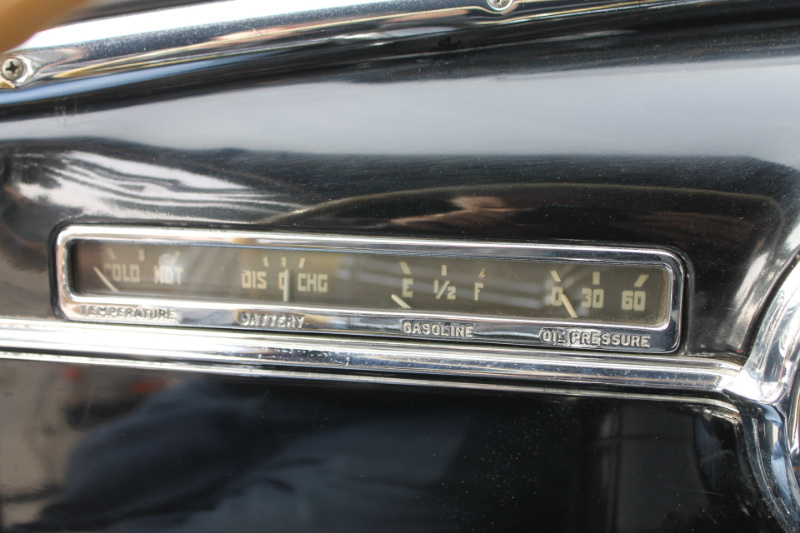 COLD HOT DIS 0 CHG E 1/2 F 0 30 60
TEMPERATURE BATTERY GASOLINE OIL PRESSURE